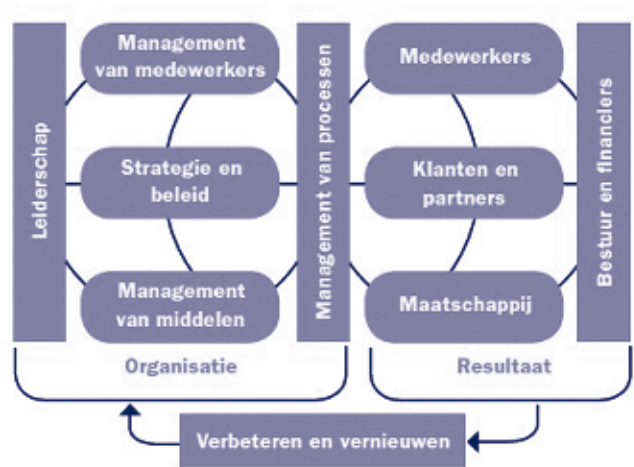 Leiderschap
Management
van medewerkers
Strategie en
beleid
Management
van middelen
Management van processen
Medewerkers
Klanten en
partners
Maatschappij
Bestuur en financiers
Organisatie
Resultaat
Verbeteren en vernieuwen